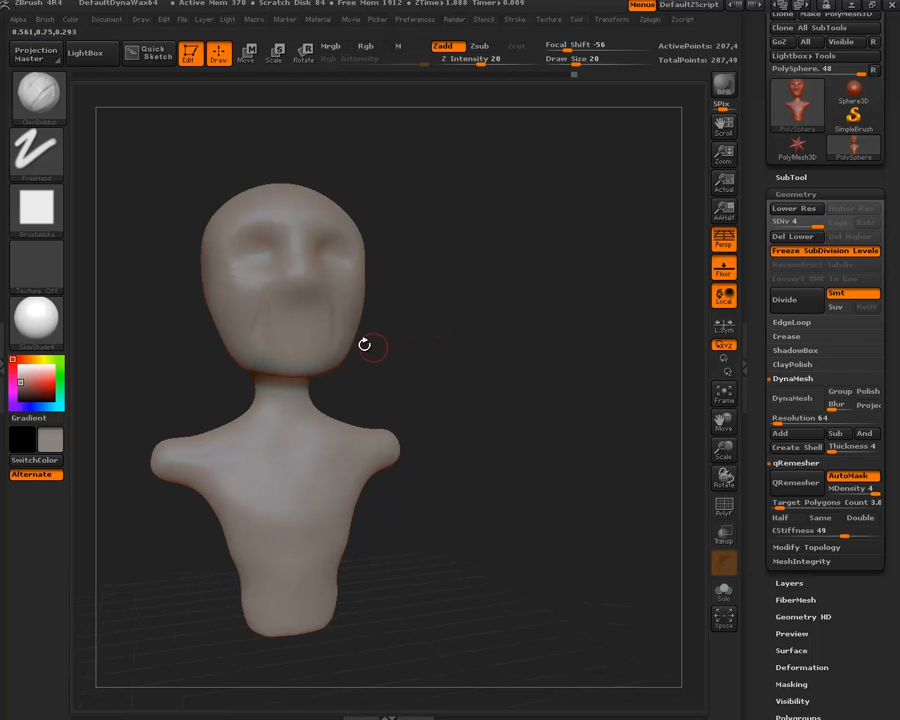 ZBrush 4R4 DefaultDynaWax64 • Active Mem 370 • Scratch Disk 84 • Free Mem 1912 • ZTime▸1.888 Timer▸0.009
Menus DefaultZScript
Alpha Brush Color Document Draw Edit File Layer Light Macro Marker Material Movie Picker Preferences Render Stencil Stroke Texture Tool Transform Zplugin Zscript
0.561,0.75,0.293
Projection Master
LightBox
Quick Sketch
Edit
Draw
Move
Scale
Rotate
Mrgb
Rgb
M
Rgb Intensity
Zadd
Zsub
Zcut
Z Intensity 20
Focal Shift -56
Draw Size 20
ActivePoints: 207,4
TotalPoints: 207,49
FreeHand
BrushAlpha
Texture Off
SkinShade4
Gradient
SwitchColor
Alternate
BPR
SPix
Scroll
Zoom
Actual
AAHalf
Persp
Floor
Local
L.Sym
XYZ
Frame
Move
Scale
Rotate
PolyF
Transp
Solo
Xpose
Clone Make PolyMesh3D
Clone All SubTools
GoZ All Visible R
Lightbox▸Tools
PolySphere. 48 R
PolySphere
Sphere3D
SimpleBrush
PolyMesh3D
PolySphere
SubTool
Geometry
Lower Res Higher Res
SDiv 4
Cage Rstr
Del Lower Del Higher
Freeze SubDivision Levels
Reconstruct Subdiv
Convert BPR To Geo
Divide
Smt
Suv
EdgeLoop
Crease
ShadowBox
ClayPolish
DynaMesh
DynaMesh
Group Polish
Blur Projec
Resolution 64
Add Sub And
Create Shell Thickness 4
qRemesher
QRemesher
AutoMask
MDensity 4
Target Polygons Count 3.0
Half Same Double
CStiffness 49
Modify Topology
MeshIntegrity
Layers
FiberMesh
Geometry HD
Preview
Surface
Deformation
Masking
Visibility
Polygroups